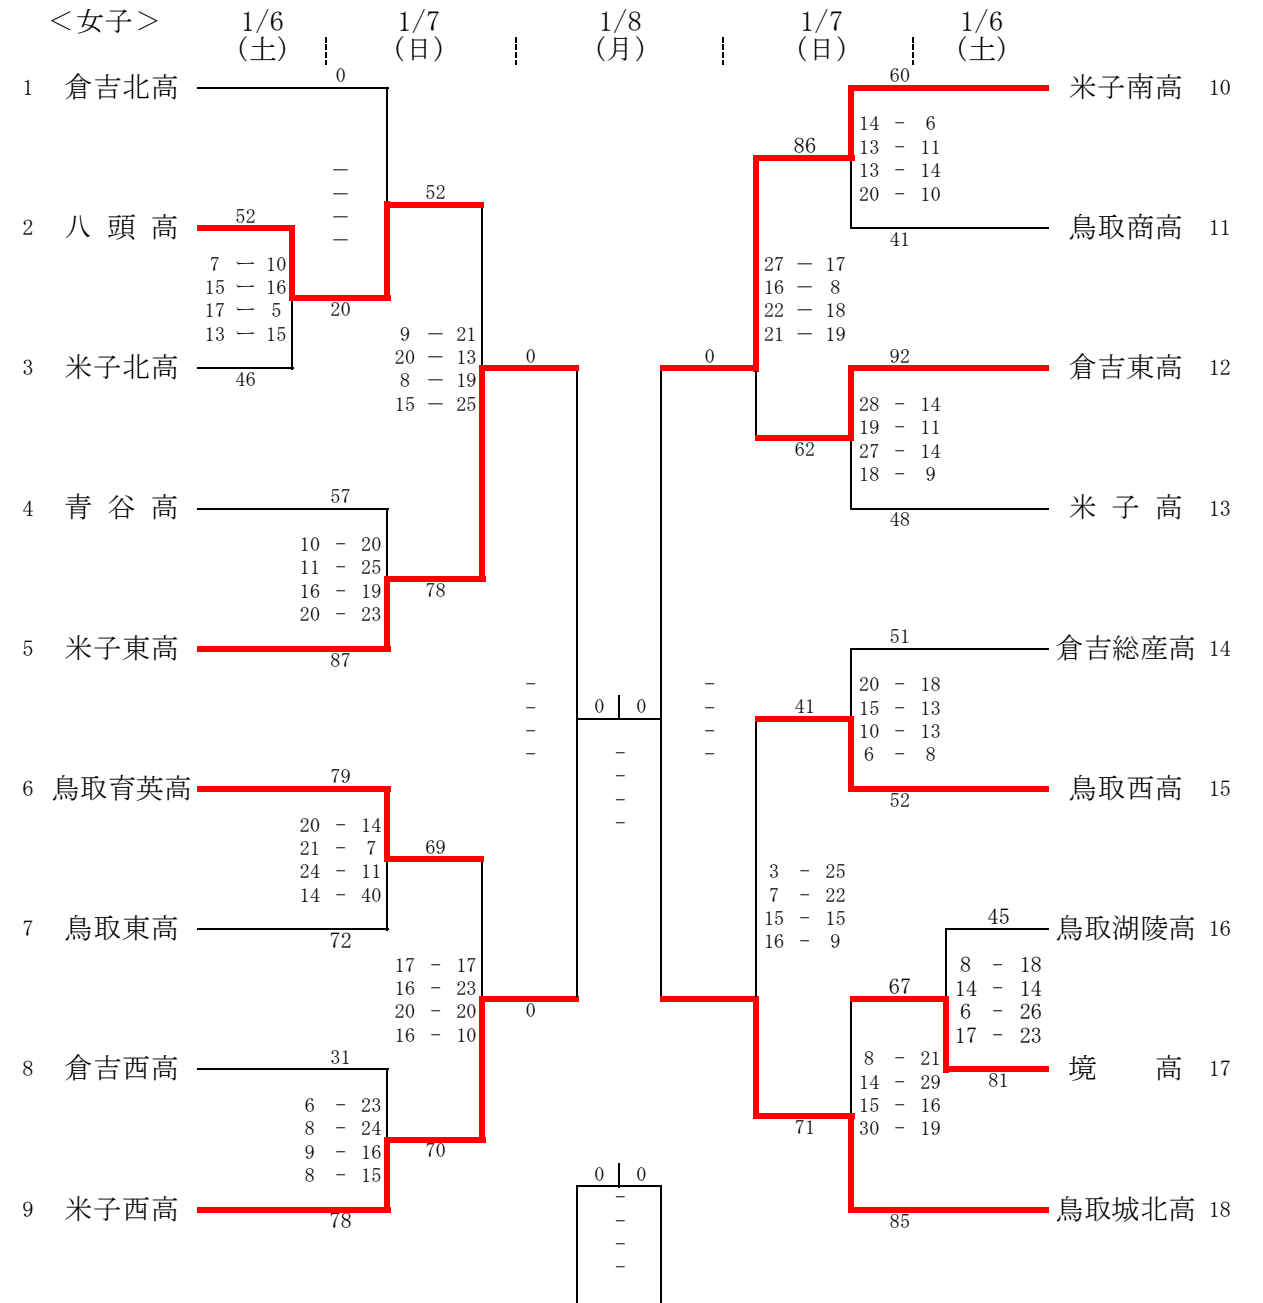 ＜女子＞ 1/6 1/7 1/8 1/7 1/6
(土) (日) (月) (日) (土)
1 倉吉北高 0
－
－
－
－
52
2 八頭高 52
7 － 10
15 － 16
17 － 5
13 － 15
20
3 米子北高 46
9 － 21
20 － 13
8 － 19
15 － 25
0
4 青谷高 57
10 - 20
11 - 25
16 - 19
20 - 23
78
5 米子東高 87
-
-
-
-
6 鳥取育英高 79
20 - 14
21 - 7
24 - 11
14 - 40
69
7 鳥取東高 72
17 - 17
16 - 23
20 - 20
16 - 10
0
8 倉吉西高 31
6 - 23
8 - 24
9 - 16
8 - 15
70
9 米子西高 78
0 0
-
-
-
-
0 0
-
-
-
-
60 米子南高 10
14 - 6
13 - 11
13 - 14
20 - 10
86
41 鳥取商高 11
27 － 17
16 － 8
22 － 18
21 － 19
0
92 倉吉東高 12
28 - 14
19 - 11
27 - 14
18 - 9
62
48 米子高 13
-
-
-
-
51 倉吉総産高 14
20 - 18
15 - 13
10 - 13
6 - 8
41
52 鳥取西高 15
3 - 25
7 - 22
15 - 15
16 - 9
45 鳥取湖陵高 16
8 - 18
14 - 14
6 - 26
17 - 23
67
81 境高 17
8 - 21
14 - 29
15 - 16
30 - 19
71
85 鳥取城北高 18